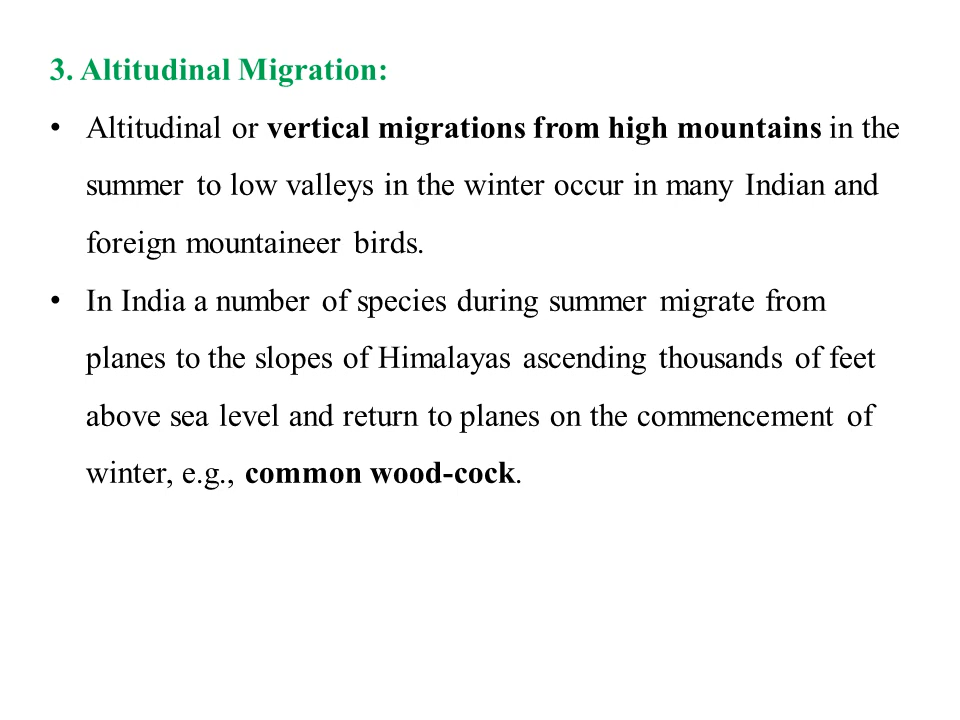 3. Altitudinal Migration:
• Altitudinal or vertical migrations from high mountains in the
summer to low valleys in the winter occur in many Indian and
foreign mountaineer birds.
• In India a number of species during summer migrate from
planes to the slopes of Himalayas ascending thousands of feet
above sea level and return to planes on the commencement of
winter, e.g., common wood-cock.